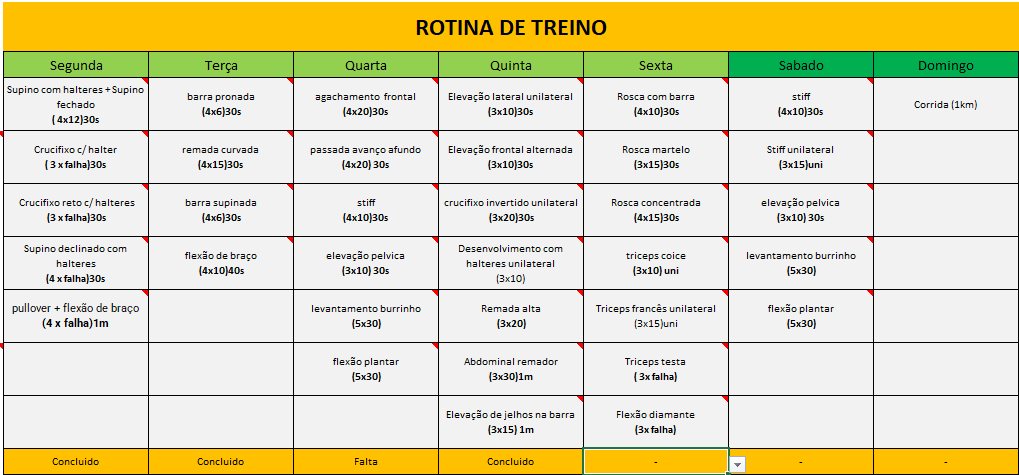 ROTINA DE TREINO
Segunda Terça Quarta Quinta Sexta Sabado Domingo
Supino com halteres + Supino
fechado
( 4x12)30s
barra pronada
(4x6)30s
agachamento frontal
(4x20)30s
Elevação lateral unilateral
(3x10)30s
Rosca com barra
(4x10)30s
stiff
(4x10)30s
Corrida (1km)
Crucifixo c/ halter
( 3 x falha)30s
remada curvada
(4x15)30s
passada avanço afundo
(4x20) 30s
Elevação frontal alternada
(3x10)30s
Rosca martelo
(3x15)30s
Stiff unilateral
(3x15)uni
Crucifixo reto c/ halteres
(3 x falha)30s
barra supinada
(4x6)30s
stiff
(4x10)30s
crucifixo invertido unilateral
(3x20)30s
Rosca concentrada
(4x15)30s
elevação pelvica
(3x10) 30s
Supino declinado com
halteres
(4 x falha)30s
flexão de braço
(4x10)40s
elevação pelvica
(3x10) 30s
Desenvolvimento com
halteres unilateral
(3x10)
triceps coice
(3x10) uni
levantamento burrinho
(5x30)
pullover + flexão de braço
(4 x falha)1m
levantamento burrinho
(5x30)
Remada alta
(3x20)
Triceps francês unilateral
(3x15)uni
flexão plantar
(5x30)
flexão plantar
(5x30)
Abdominal remador
(3x30)1m
Triceps testa
( 3x falha)
Elevação de jelhos na barra
(3x15) 1m
Flexão diamante
(3x falha)
Concluido Concluido Falta Concluido - - -